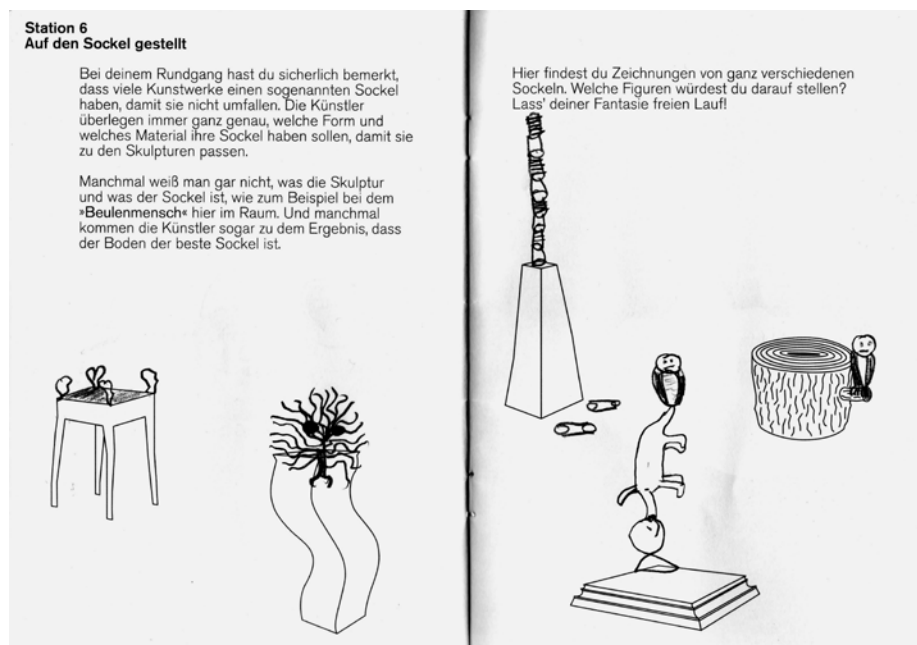 Station 6
Auf den Sockel gestellt
Bei deinem Rundgang hast du sicherlich bemerkt,
dass viele Kunstwerke einen sogenannten Sockel
haben, damit sie nicht umfallen. Die Künstler
überlegen immer ganz genau, welche Form und
welches Material ihre Sockel haben sollen, damit sie
zu den Skulpturen passen.
Manchmal weiß man gar nicht, was die Skulptur
und was der Sockel ist, wie zum Beispiel bei dem
»Beulenmensch« hier im Raum. Und manchmal
kommen die Künstler sogar zu dem Ergebnis, dass
der Boden der beste Sockel ist.
Hier findest du Zeichnungen von ganz verschiedenen
Sockeln. Welche Figuren würdest du darauf stellen?
Lass' deiner Fantasie freien Lauf!